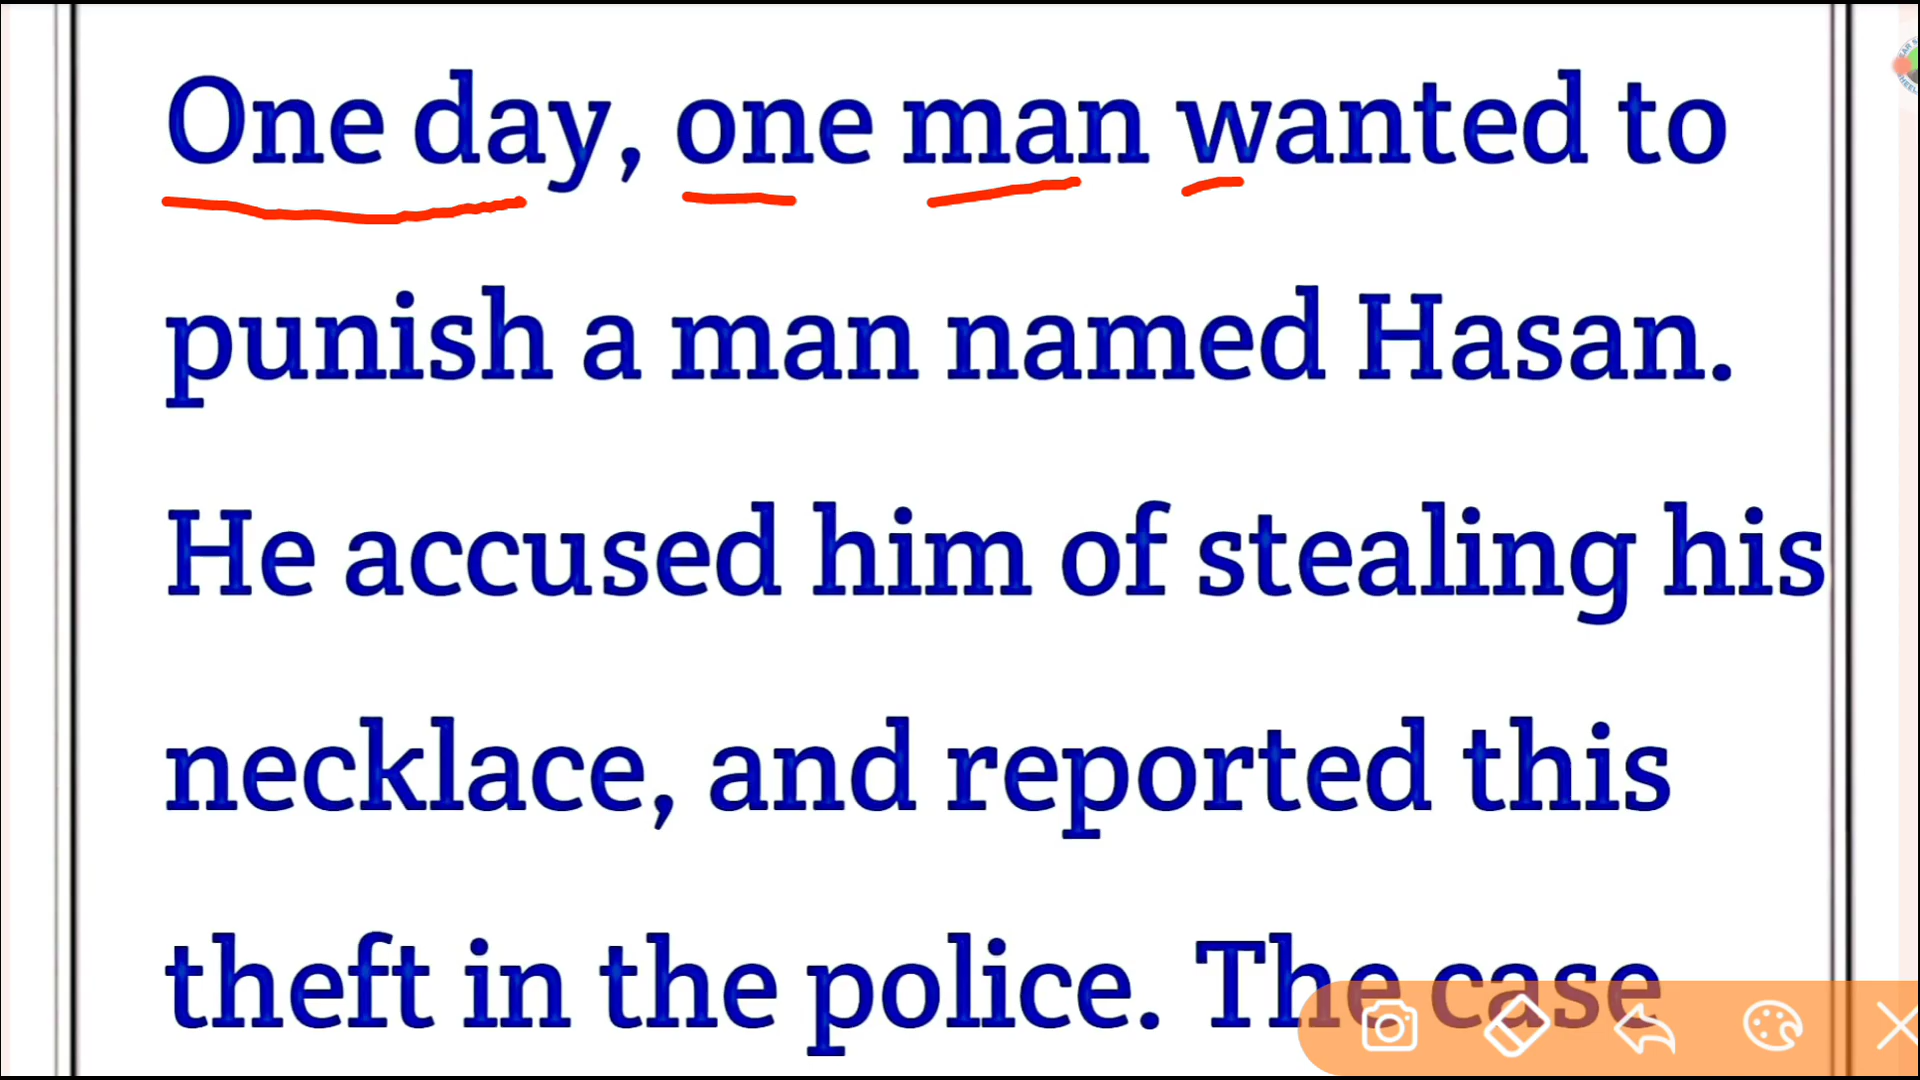 One day, one man wanted to
punish a man named Hasan.
He accused him of stealing his
necklace, and reported this
theft in the police. The case